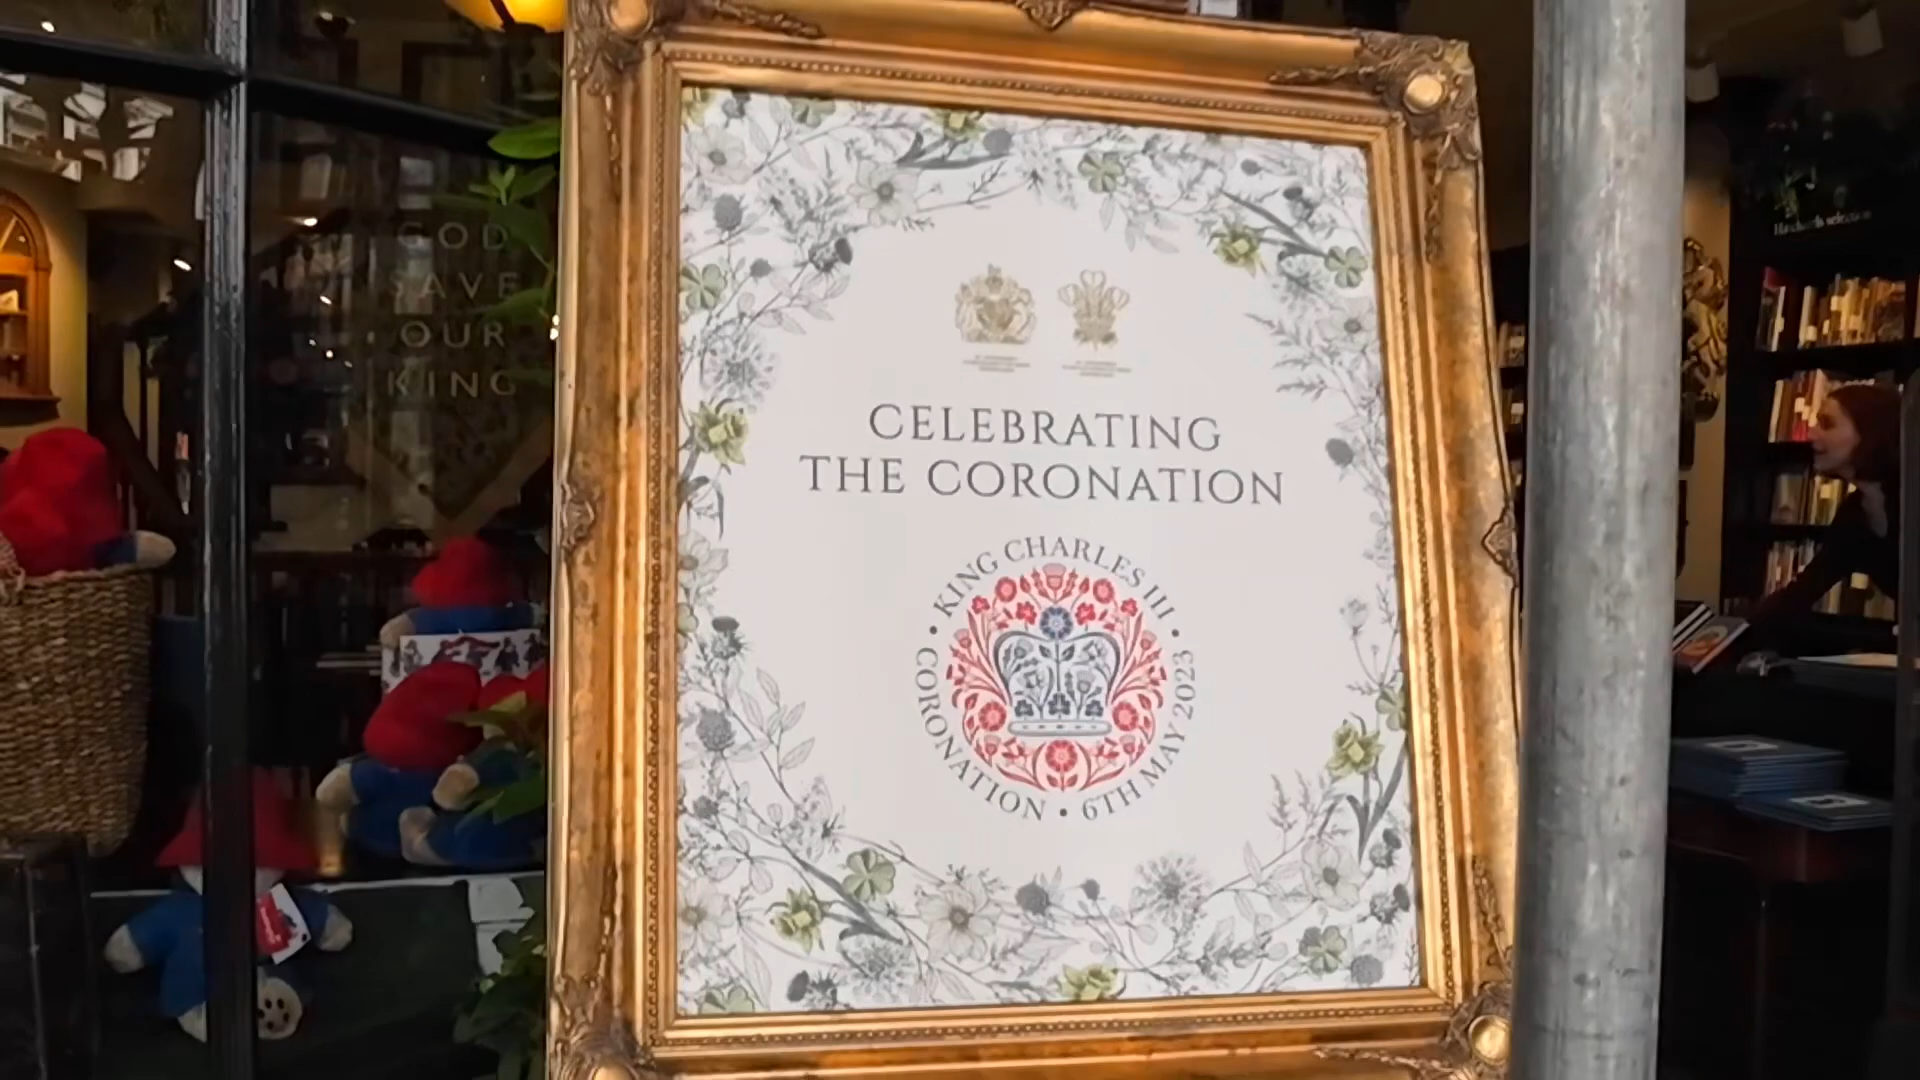 GOD
SAVE
OUR
KING
CELEBRATING
THE CORONATION
• KING CHARLES III •
CORONATION • 6TH MAY 2023